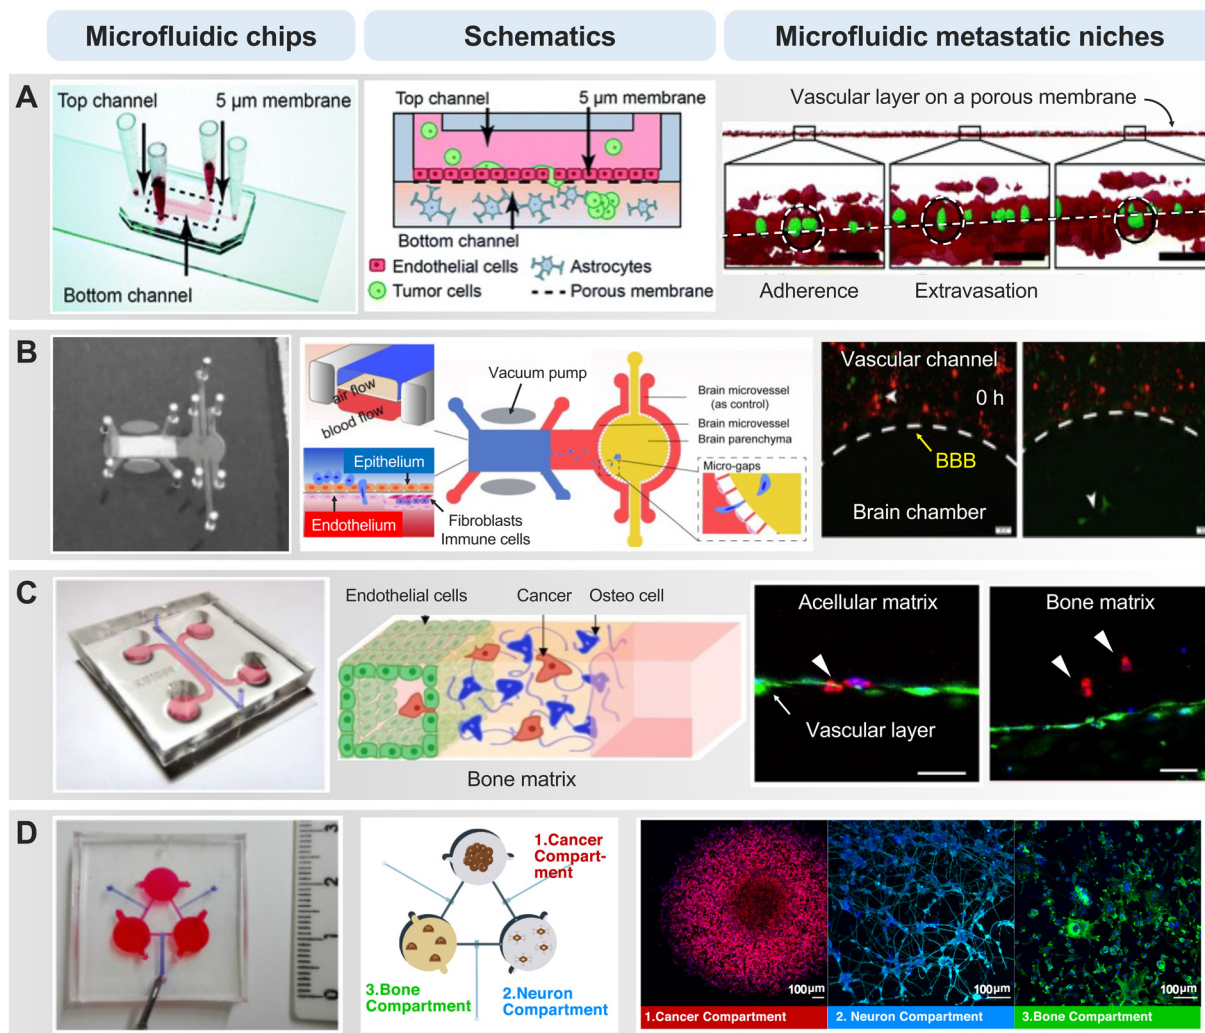 Microfluidic chips
Schematics
Microfluidic metastatic niches
A
Top channel
5 µm membrane
Bottom channel
Top channel
5 µm membrane
Bottom channel
Endothelial cells
Astrocytes
Tumor cells
Porous membrane
Vascular layer on a porous membrane
Adherence
Extravasation
B
air flow
blood flow
Vacuum pump
Epithelium
Endothelium
Fibroblasts
Immune cells
Brain microvessel
(as control)
Brain microvessel
Brain parenchyma
Micro-gaps
Vascular channel
0 h
BBB
Brain chamber
C
Endothelial cells
Cancer
Osteo cell
Bone matrix
Acellular matrix
Vascular layer
Bone matrix
D
3
2
1
0
1.Cancer
Compart-
ment
3.Bone
Compartment
2.Neuron
Compartment
100µm
100µm
100µm
1.Cancer Compartment
2. Neuron Compartment
3.Bone Compartment